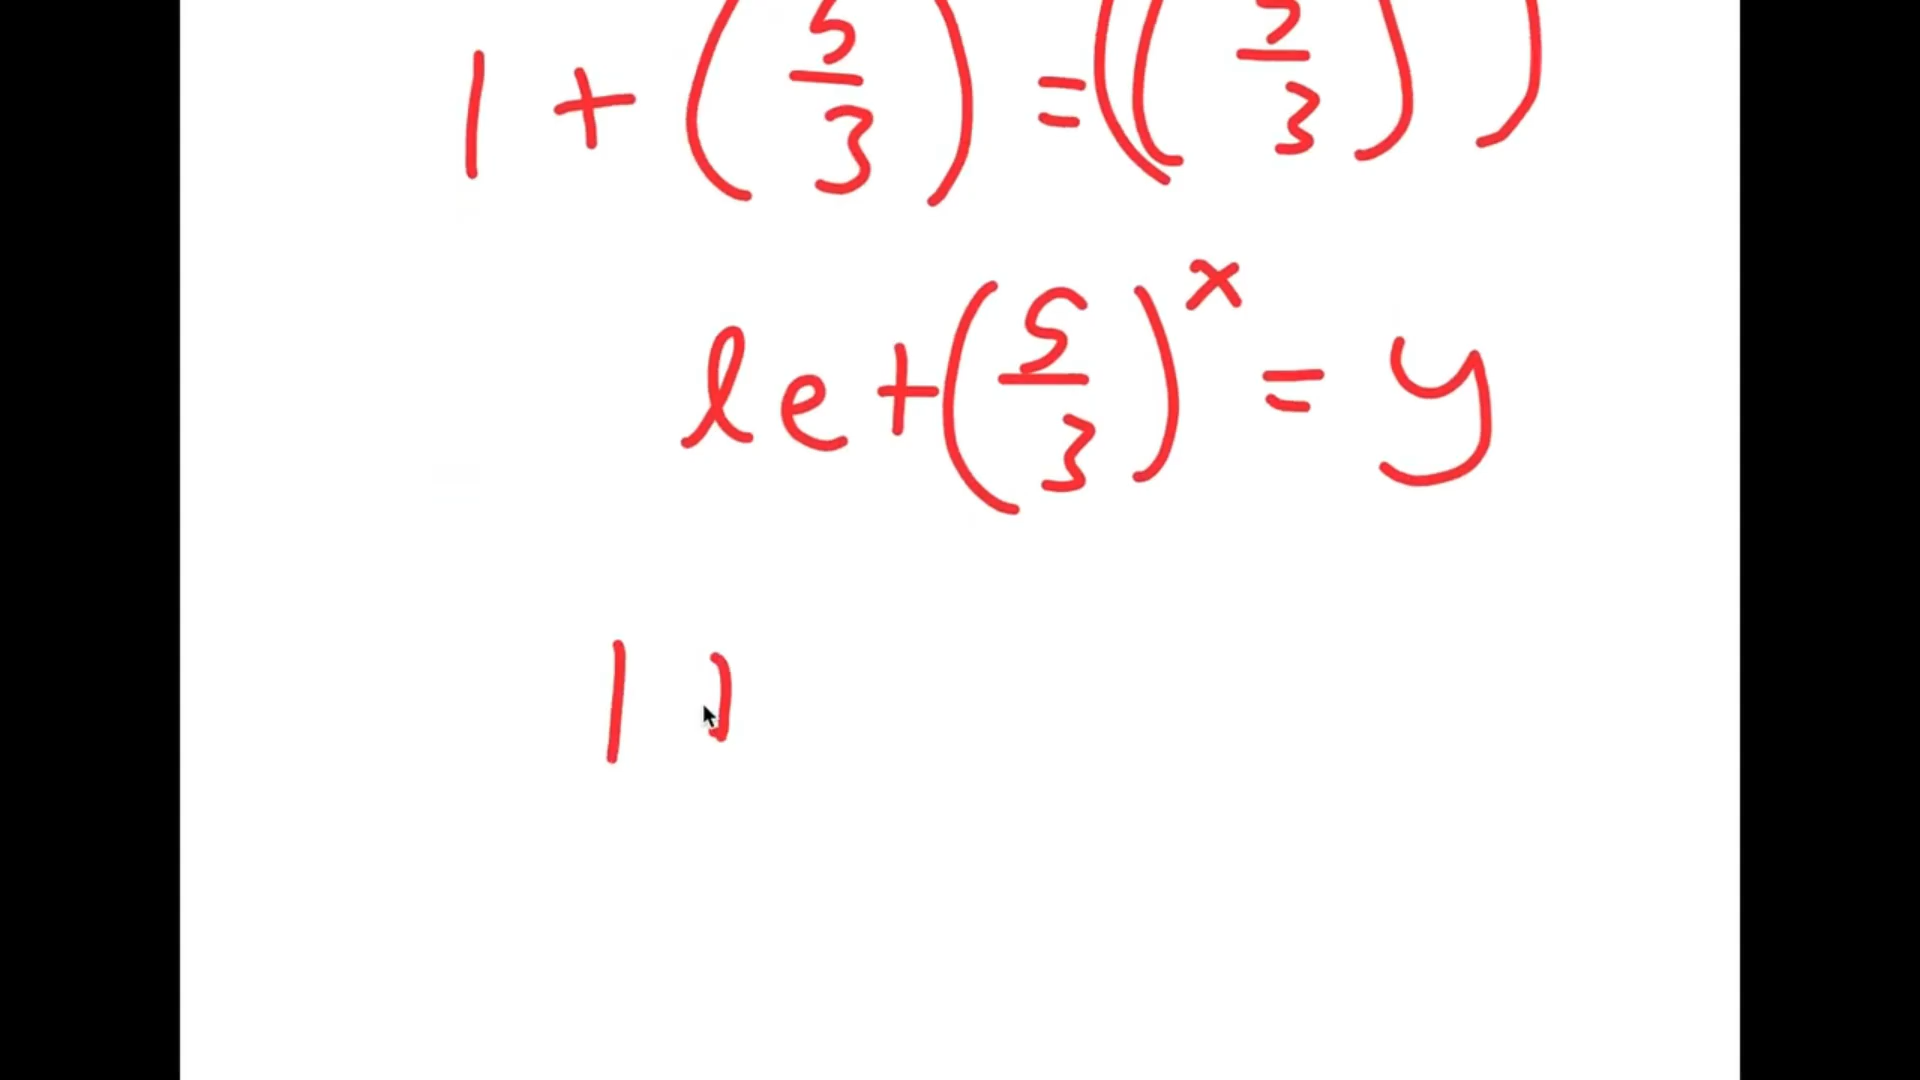 1 + (5/3) = ((5/3) )
let (5/3)^x = y
1